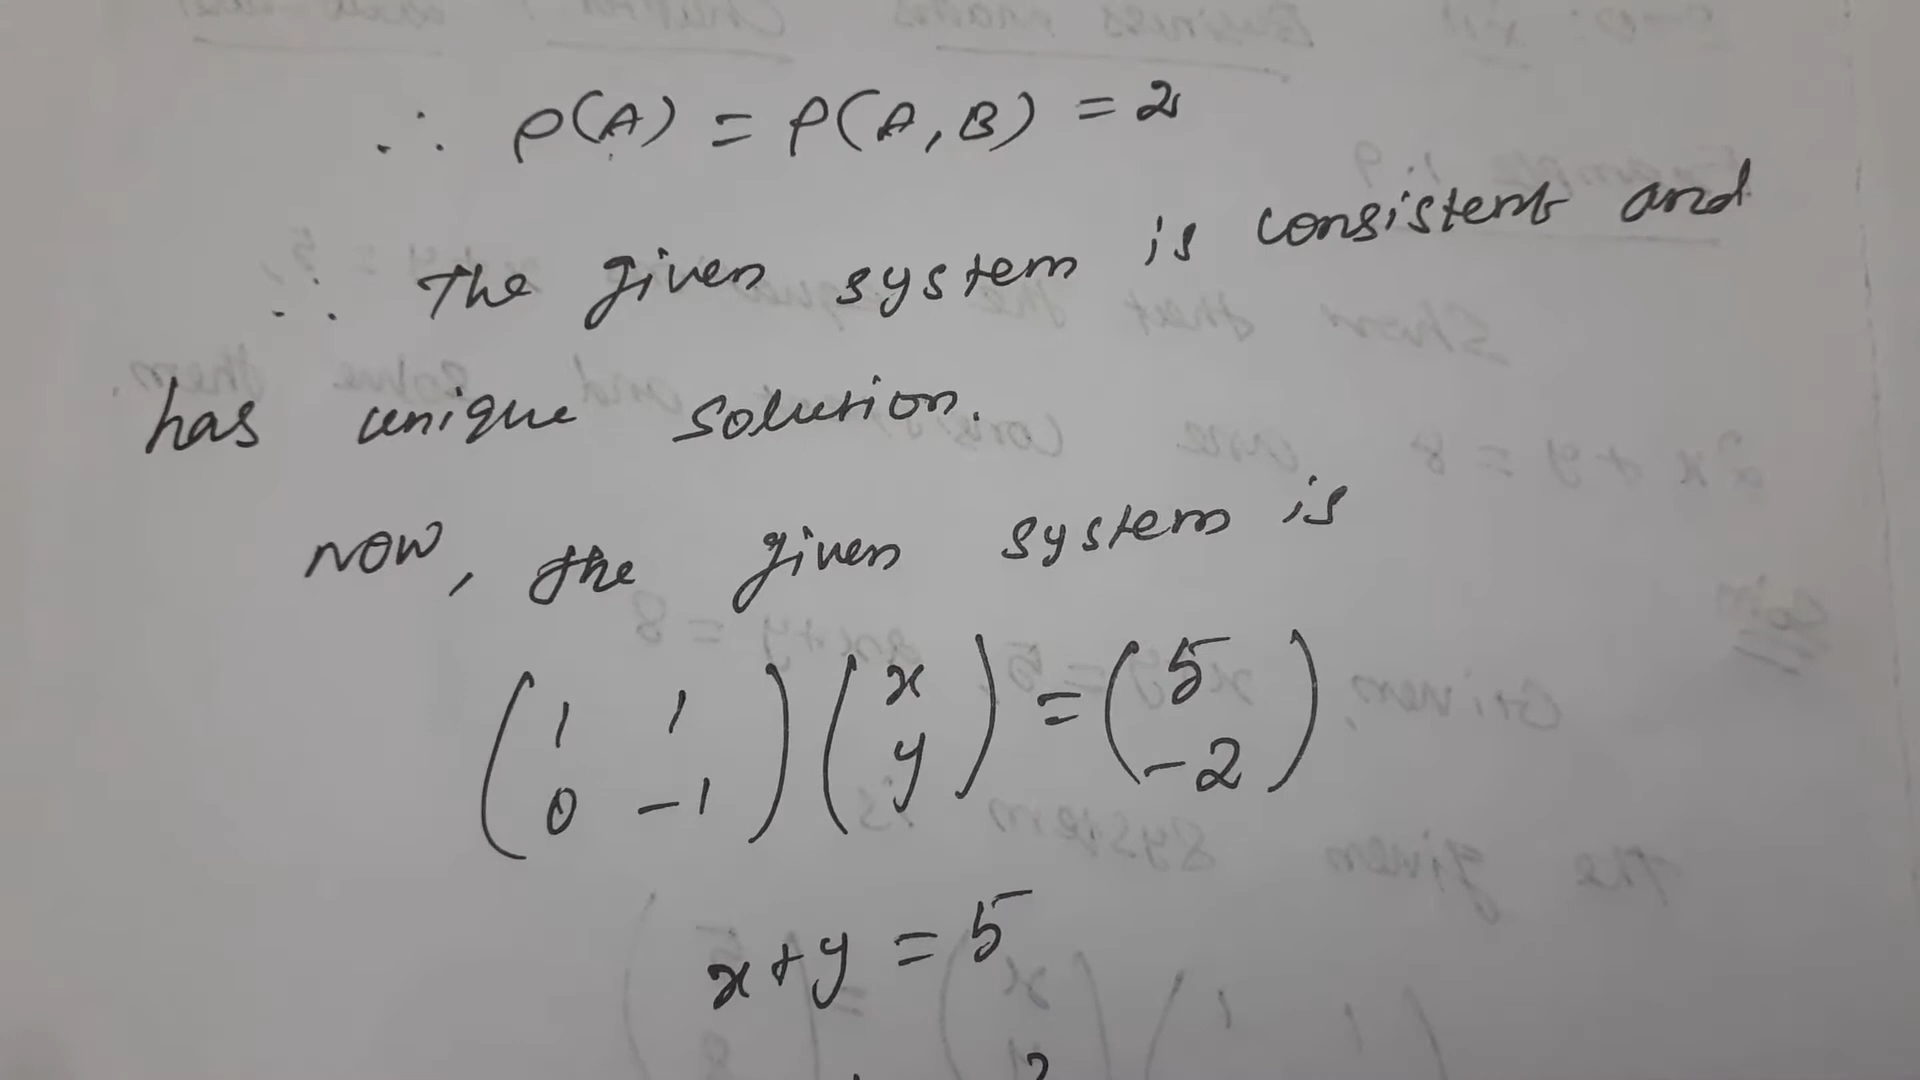 ∴ ρ(A) = ρ(A, B) = 2
∴ The given system is consistent and
has unique solution.
Now, the given system is
( 1 1 ) ( x ) = ( 5 )
( 0 -1 ) ( y ) ( -2 )
x + y = 5